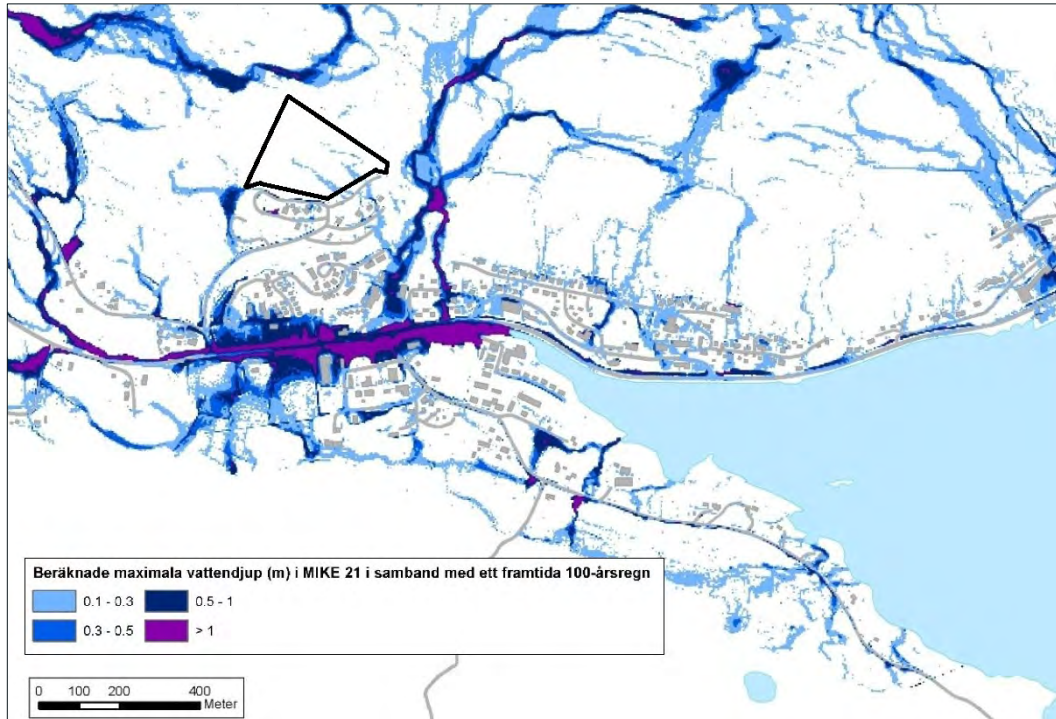 Beräknade maximala vattendjup (m) i MIKE 21 i samband med ett framtida 100-årsregn
0.1 - 0.3 0.5 - 1
0.3 - 0.5 > 1
0 100 200 400
Meter